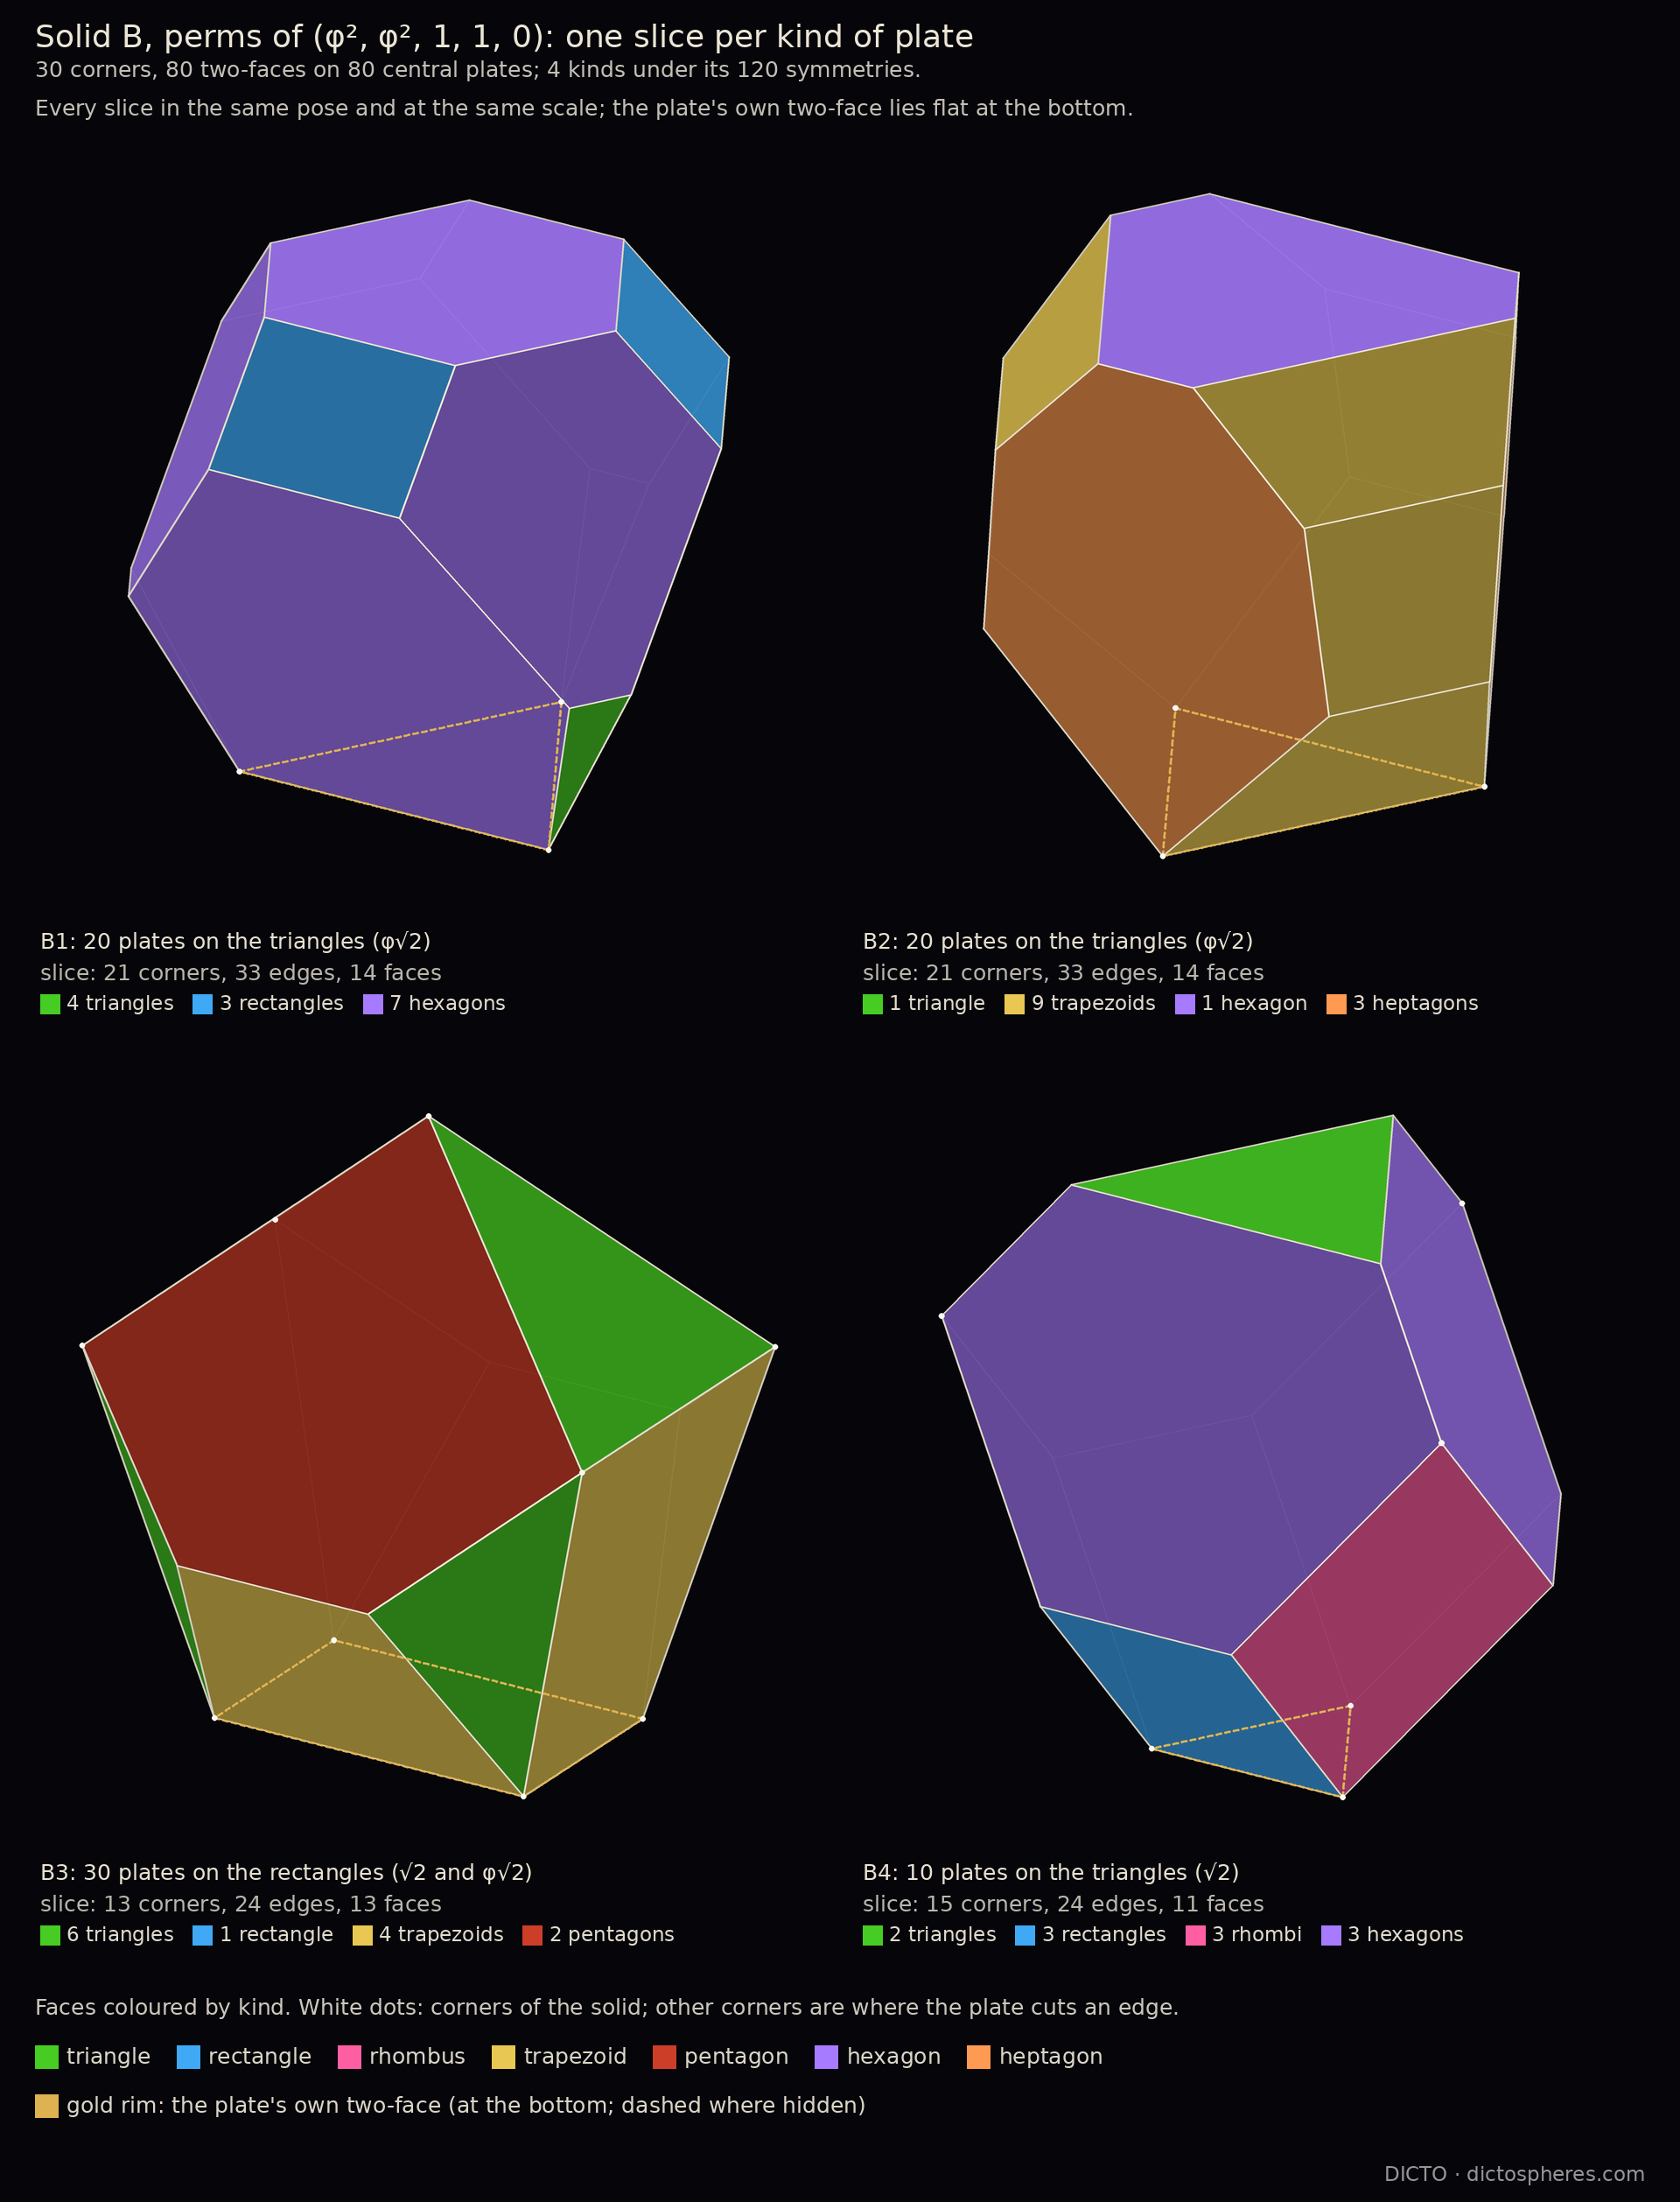 Solid B, perms of (φ², φ², 1, 1, 0): one slice per kind of plate
30 corners, 80 two-faces on 80 central plates; 4 kinds under its 120 symmetries.
Every slice in the same pose and at the same scale; the plate's own two-face lies flat at the bottom.
B1: 20 plates on the triangles (φ√2)
slice: 21 corners, 33 edges, 14 faces
4 triangles 3 rectangles 7 hexagons
B2: 20 plates on the triangles (φ√2)
slice: 21 corners, 33 edges, 14 faces
1 triangle 9 trapezoids 1 hexagon 3 heptagons
B3: 30 plates on the rectangles (√2 and φ√2)
slice: 13 corners, 24 edges, 13 faces
6 triangles 1 rectangle 4 trapezoids 2 pentagons
B4: 10 plates on the triangles (√2)
slice: 15 corners, 24 edges, 11 faces
2 triangles 3 rectangles 3 rhombi 3 hexagons
Faces coloured by kind. White dots: corners of the solid; other corners are where the plate cuts an edge.
triangle rectangle rhombus trapezoid pentagon hexagon heptagon
gold rim: the plate's own two-face (at the bottom; dashed where hidden)
DICTO · dictospheres.com